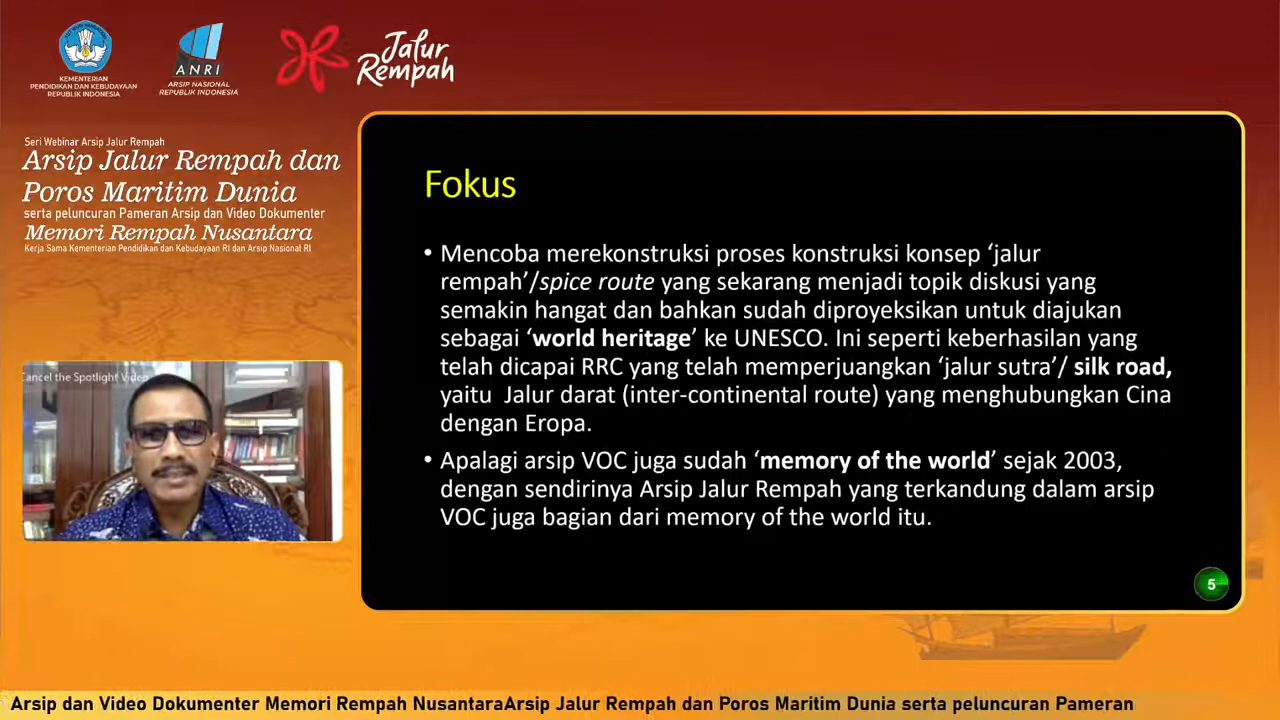 KEMENTERIAN
PENDIDIKAN DAN KEBUDAYAAN
REPUBLIK INDONESIA
ANRI
ARSIP NASIONAL
REPUBLIK INDONESIA
Jalur
Rempah
Seri Webinar Arsip Jalur Rempah
Arsip Jalur Rempah dan
Poros Maritim Dunia
serta peluncuran Pameran Arsip dan Video Dokumenter
Memori Rempah Nusantara
Kerja Sama Kementerian Pendidikan dan Kebudayaan RI dan Arsip Nasional RI
Cancel the Spotlight Video
Fokus
• Mencoba merekonstruksi proses konstruksi konsep ‘jalur
rempah’/spice route yang sekarang menjadi topik diskusi yang
semakin hangat dan bahkan sudah diproyeksikan untuk diajukan
sebagai ‘world heritage’ ke UNESCO. Ini seperti keberhasilan yang
telah dicapai RRC yang telah memperjuangkan ‘jalur sutra’/ silk road,
yaitu Jalur darat (inter-continental route) yang menghubungkan Cina
dengan Eropa.
• Apalagi arsip VOC juga sudah ‘memory of the world’ sejak 2003,
dengan sendirinya Arsip Jalur Rempah yang terkandung dalam arsip
VOC juga bagian dari memory of the world itu.
5
Arsip dan Video Dokumenter Memori Rempah NusantaraArsip Jalur Rempah dan Poros Maritim Dunia serta peluncuran Pameran